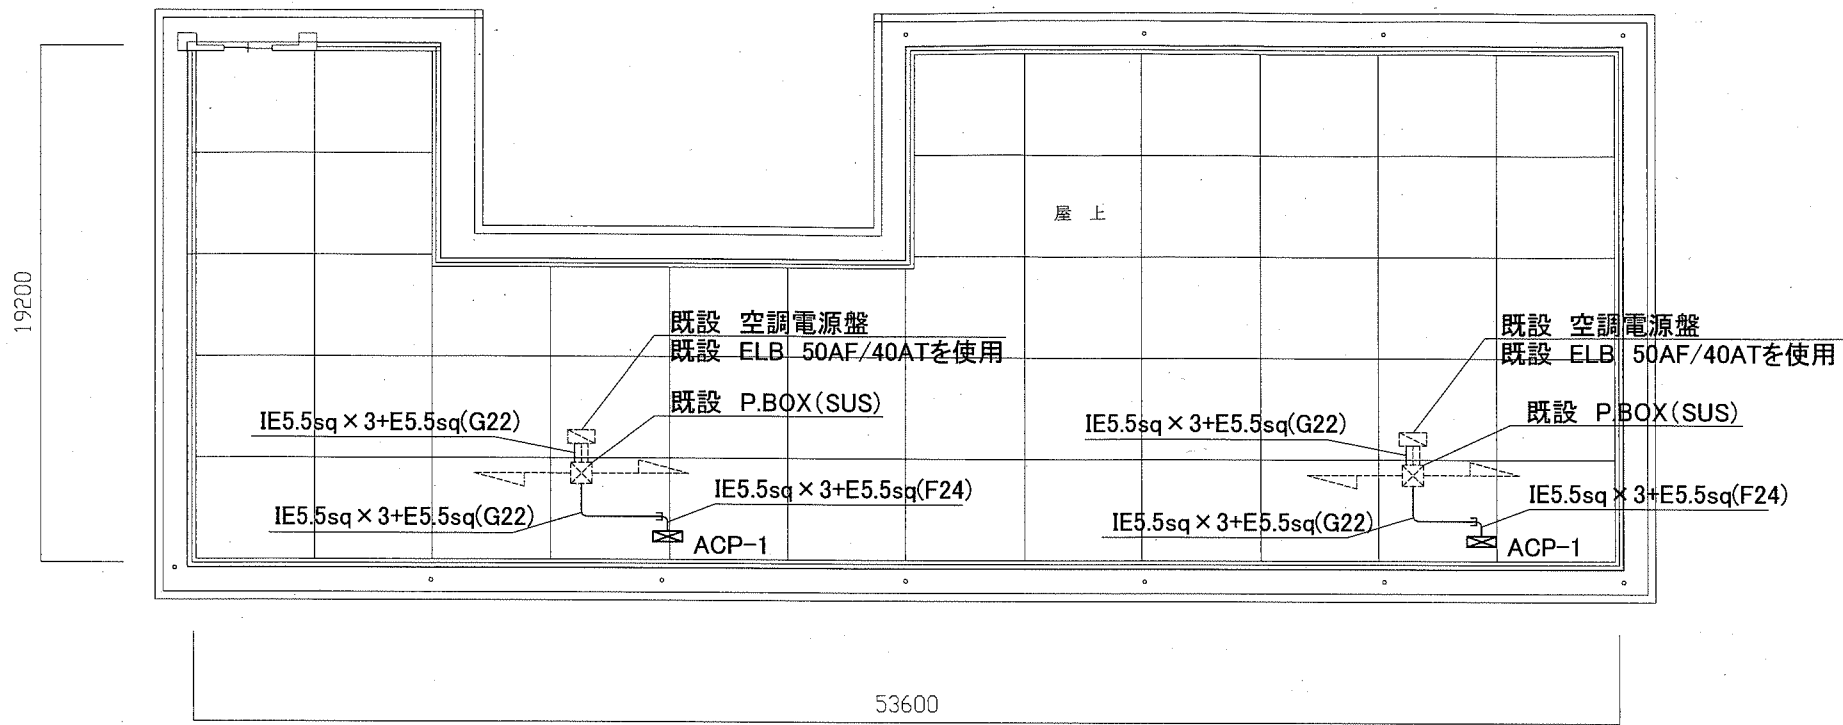 屋 上
19200
既設 空調電源盤
既設 ELB 50AF/40ATを使用
既設 P.BOX(SUS)
IE5.5sq×3+E5.5sq(G22)
IE5.5sq×3+E5.5sq(F24)
IE5.5sq×3+E5.5sq(G22)
ACP-1
既設 空調電源盤
既設 ELB 50AF/40ATを使用
既設 P.BOX(SUS)
IE5.5sq×3+E5.5sq(G22)
IE5.5sq×3+E5.5sq(F24)
IE5.5sq×3+E5.5sq(G22)
ACP-1
53600